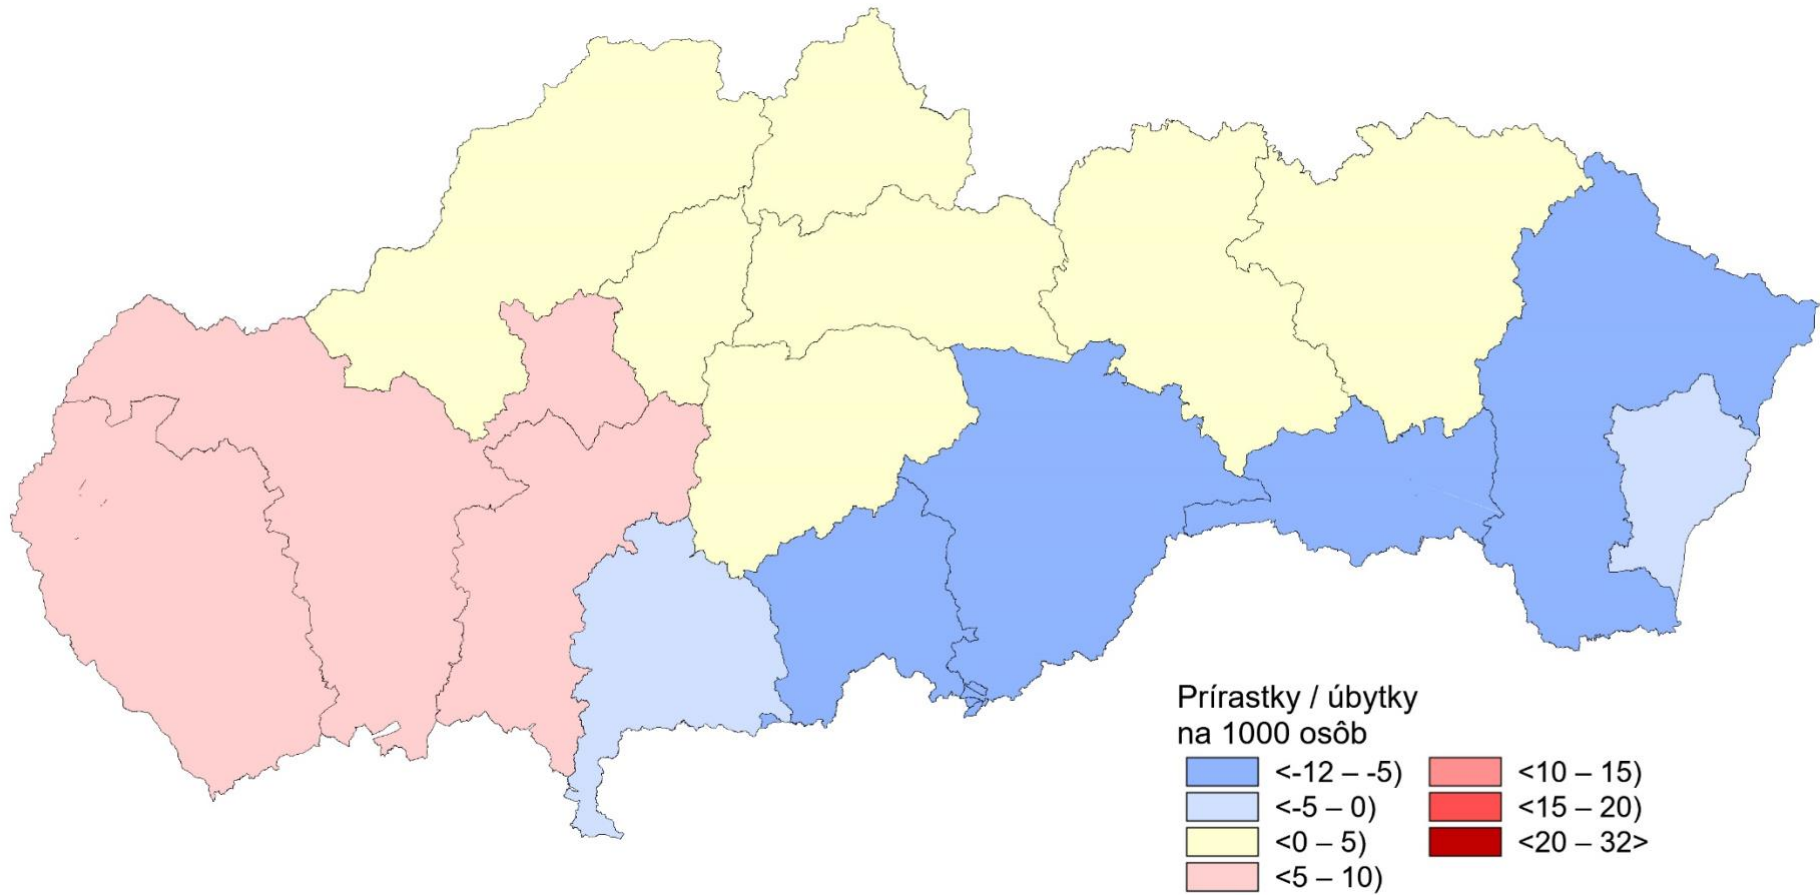 Prírastky / úbytky
na 1000 osôb
<-12 – -5)
<-5 – 0)
<0 – 5)
<5 – 10)
<10 – 15)
<15 – 20)
<20 – 32>